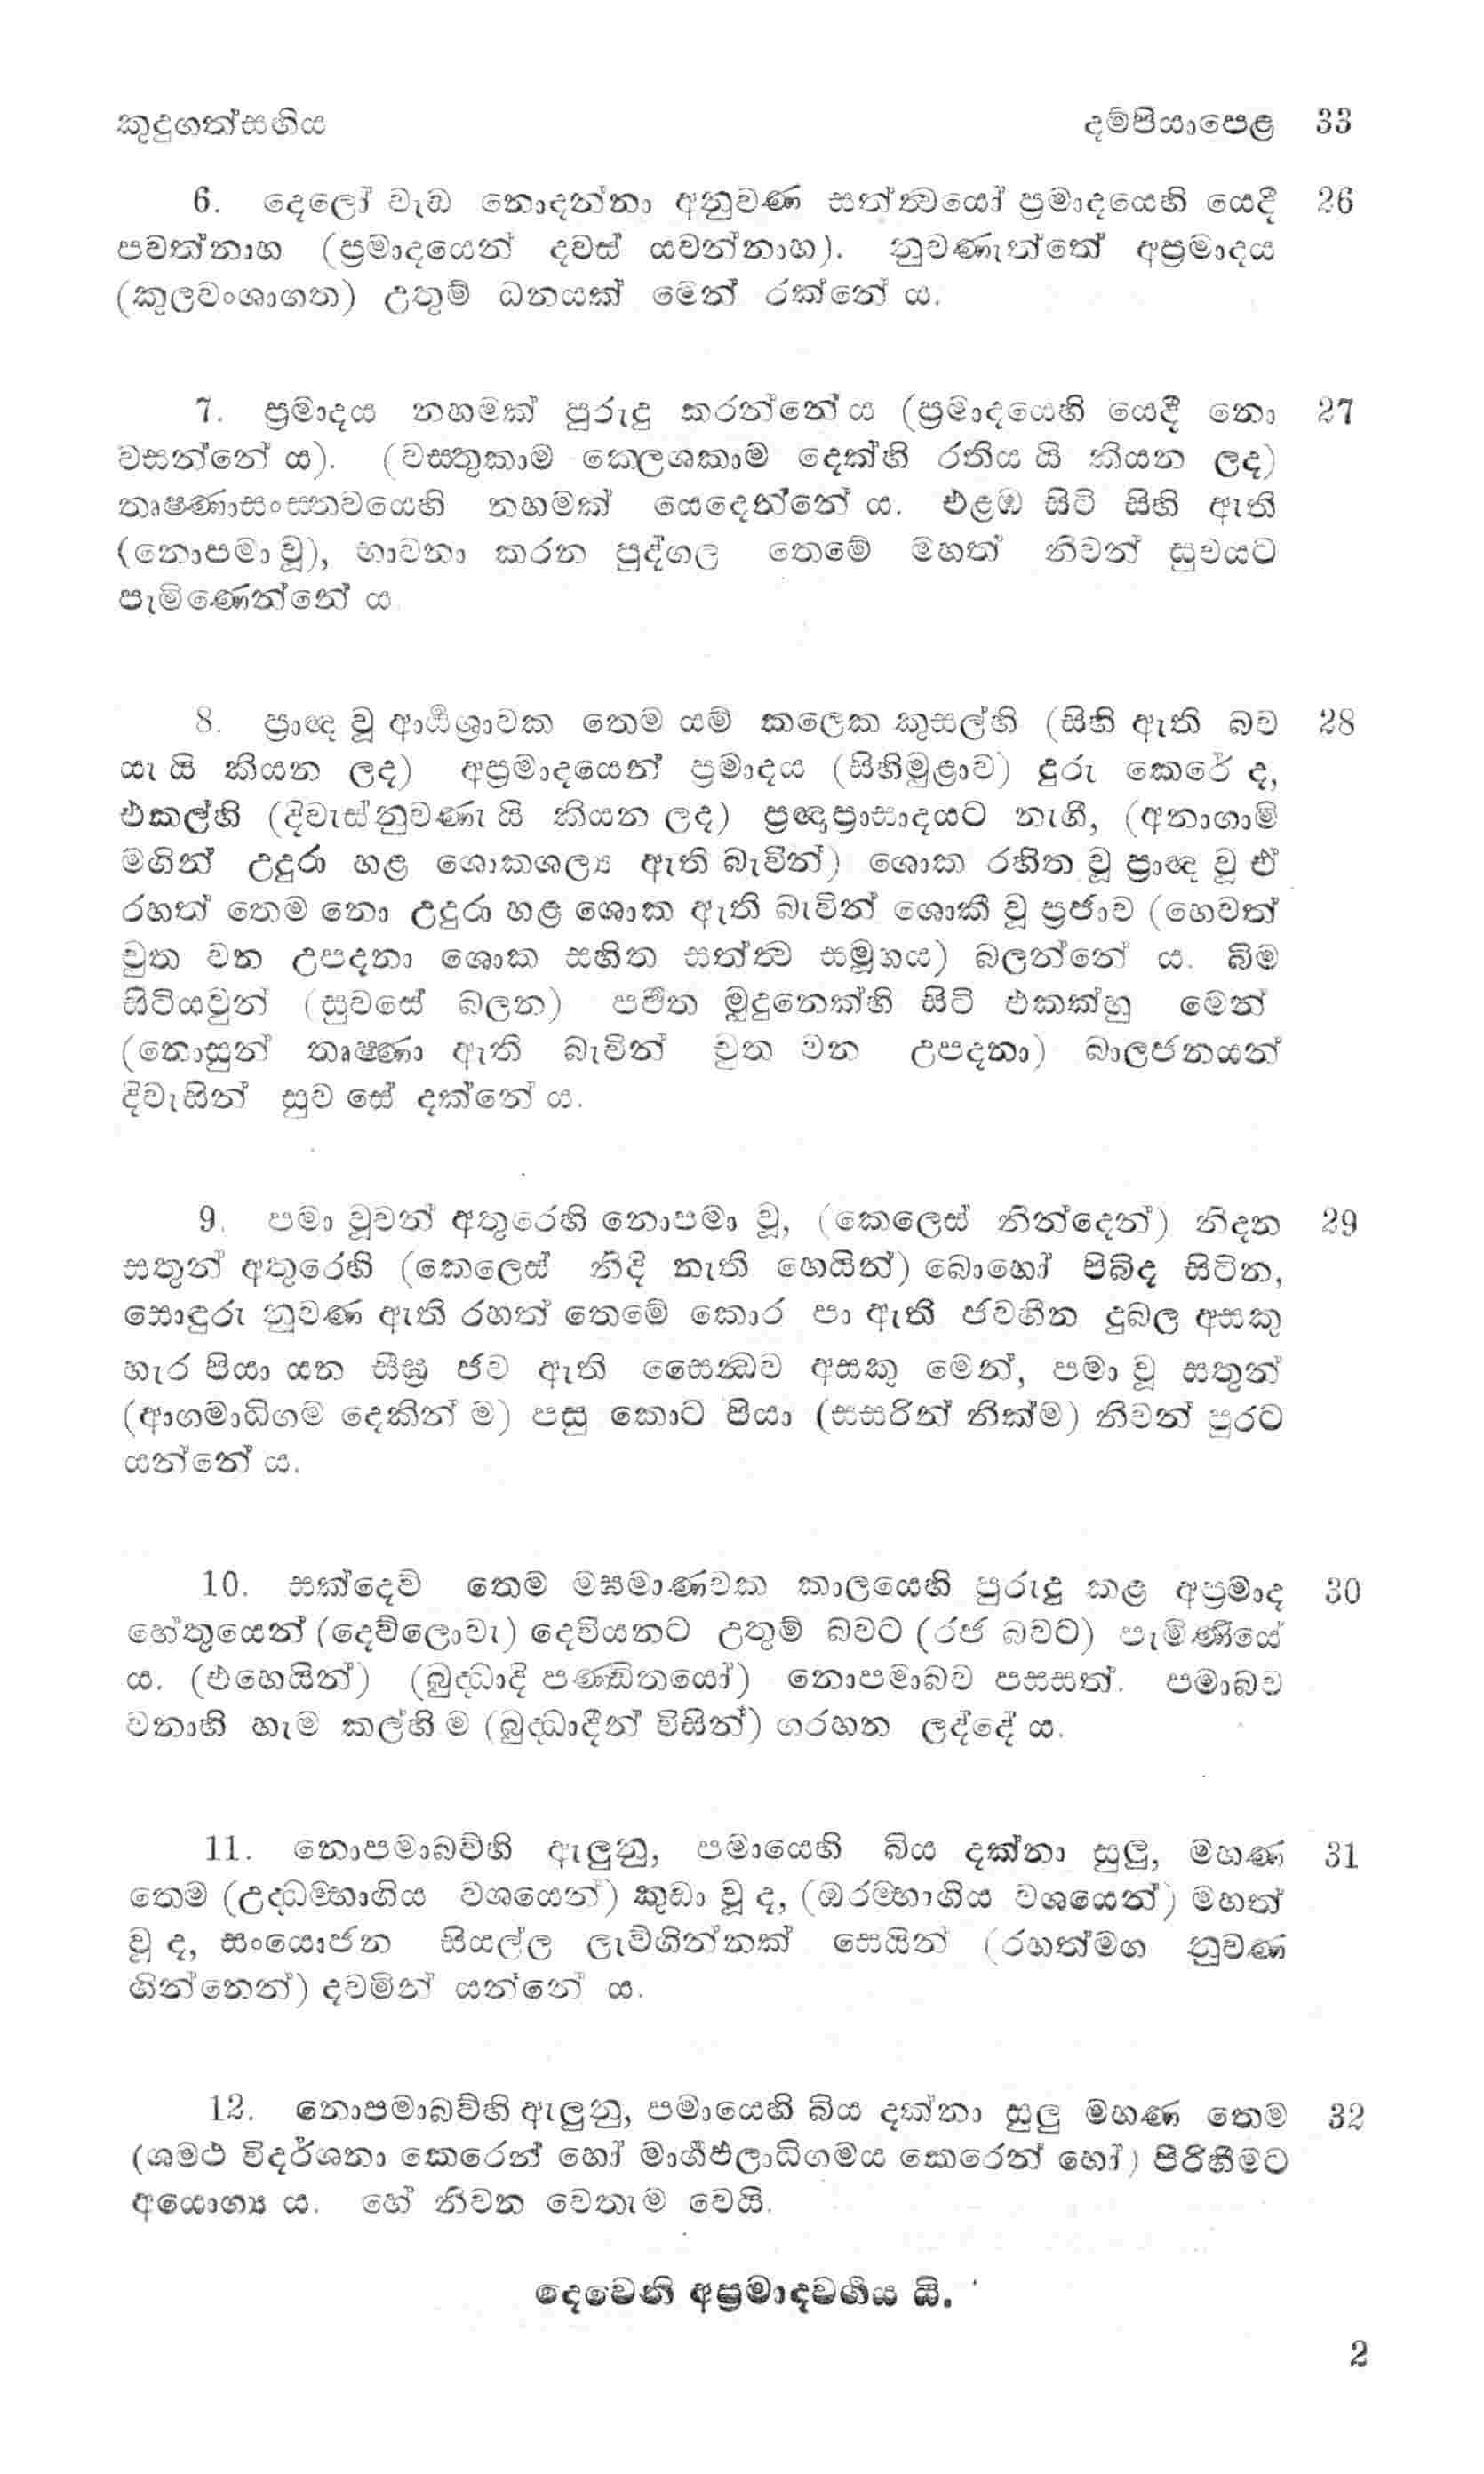 කුදුගත්සඟිය දම්පියාපෙළ 33
6. දෙලෝ වැඩ නොදන්නා අනුවණ සත්ත්වයෝ ප්‍රමාදයෙහි යෙදී 26
පවත්නාහ (ප්‍රමාදයෙන් දවස් යවන්නාහ). නුවණැත්තේ අප්‍රමාදය
(කුලවංශාගත) උතුම් ධනයක් මෙන් රක්නේ ය.
7. ප්‍රමාදය නහමක් පුරුදු කරන්නේ ය (ප්‍රමාදයෙහි යෙදී නො 27
වසන්නේ ය). (වස්තුකාම ක්ලෙශකාම දෙක්හි රතිය යි කියන ලද)
තෘෂණාසංස්තවයෙහි නහමක් යෙදෙන්නේ ය. එළඹ සිටි සිහි ඇති
(නොපමා වූ), භාවනා කරන පුද්ගල තෙමේ මහත් නිවන් සුවයට
පැමිණෙන්නේ ය
8. ප්‍රාඥ වූ ආර්‍ය්‍යශ්‍රාවක තෙම යම් කලෙක කුසල්හි (සිහි ඇති බව 28
යැ යි කියන ලද) අප්‍රමාදයෙන් ප්‍රමාදය (සිහිමුළාව) දුරු කෙරේ ද,
එකල්හි (දිවැස්නුවණැ යි කියන ලද) ප්‍රඥාප්‍රාසාදයට නැගී, (අනාගාමි
මගින් උදුරා හළ ශොකශල්‍ය ඇති බැවින්) ශොක රහිත වූ ප්‍රාඥ වූ ඒ
රහත් තෙම නො උදුරා හළ ශොක ඇති බැවින් ශොකී වූ ප්‍රජාව (හෙවත්
චුත වන උපදනා ශොක සහිත සත්ත්ව සමූහය) බලන්නේ ය. බිම
සිටියවුන් (සුවසේ බලන) පර්‍වත මුදුනෙක්හි සිටි එකක්හු මෙන්
(නොසුන් තෘෂණා ඇති බැවින් චුත වන උපදනා) බාලජනයන්
දිවැසින් සුව සේ දක්නේ ය.
9. පමා වූවන් අතුරෙහි නොපමා වූ, (කෙලෙස් නින්දෙන්) නිදන 29
සතුන් අතුරෙහි (කෙලෙස් නිදි නැති හෙයින්) බොහෝ පිබිද සිටින,
සොඳුරු නුවණ ඇති රහත් තෙමේ කොර පා ඇති ජවහීන දුබල අසකු
හැර පියා යන සීඝ්‍ර ජව ඇති සෛන්‍ධව අසකු මෙන්, පමා වූ සතුන්
(ආගමාධිගම දෙකින් ම) පසු කොට පියා (සසරින් නික්ම) නිවන් පුරට
යන්නේ ය.
10. සක්දෙව් තෙම මඝමාණවක කාලයෙහි පුරුදු කළ අප්‍රමාද 30
හේතුයෙන් (දෙව්ලොවැ) දෙවියනට උතුම් බවට (රජ බවට) පැමිණියේ
ය. (එහෙයින්) (බුද්‍ධාදි පණ්ඩිතයෝ) නොපමාබව පසසත්. පමාබව
වනාහි හැම කල්හි ම (බුද්‍ධාදීන් විසින්) ගරහන ලද්දේ ය.
11. නොපමාබව්හි ඇලුනු, පමායෙහි බිය දක්නා සුලු, මහණ 31
තෙම (උද්‍ධම්භාගිය වශයෙන්) කුඩා වූ ද, (ඔරම්භාගිය වශයෙන්) මහත්
වූ ද, සංයොජන සියල්ල ලැව්ගින්නක් සෙයින් (රහත්මග නුවණ
ගින්නෙන්) දවමින් යන්නේ ය.
12. නොපමාබව්හි ඇලුනු, පමායෙහි බිය දක්නා සුලු මහණ තෙම 32
(ශමථ විදර්ශනා කෙරෙන් හෝ මාර්‍ගඵලාධිගමය කෙරෙන් හෝ) පිරිහීමට
අයොග්‍ය ය. හේ නිවන වෙතැම වෙයි.
දෙවෙනි අප්‍රමාදවර්‍ගය යි.
2